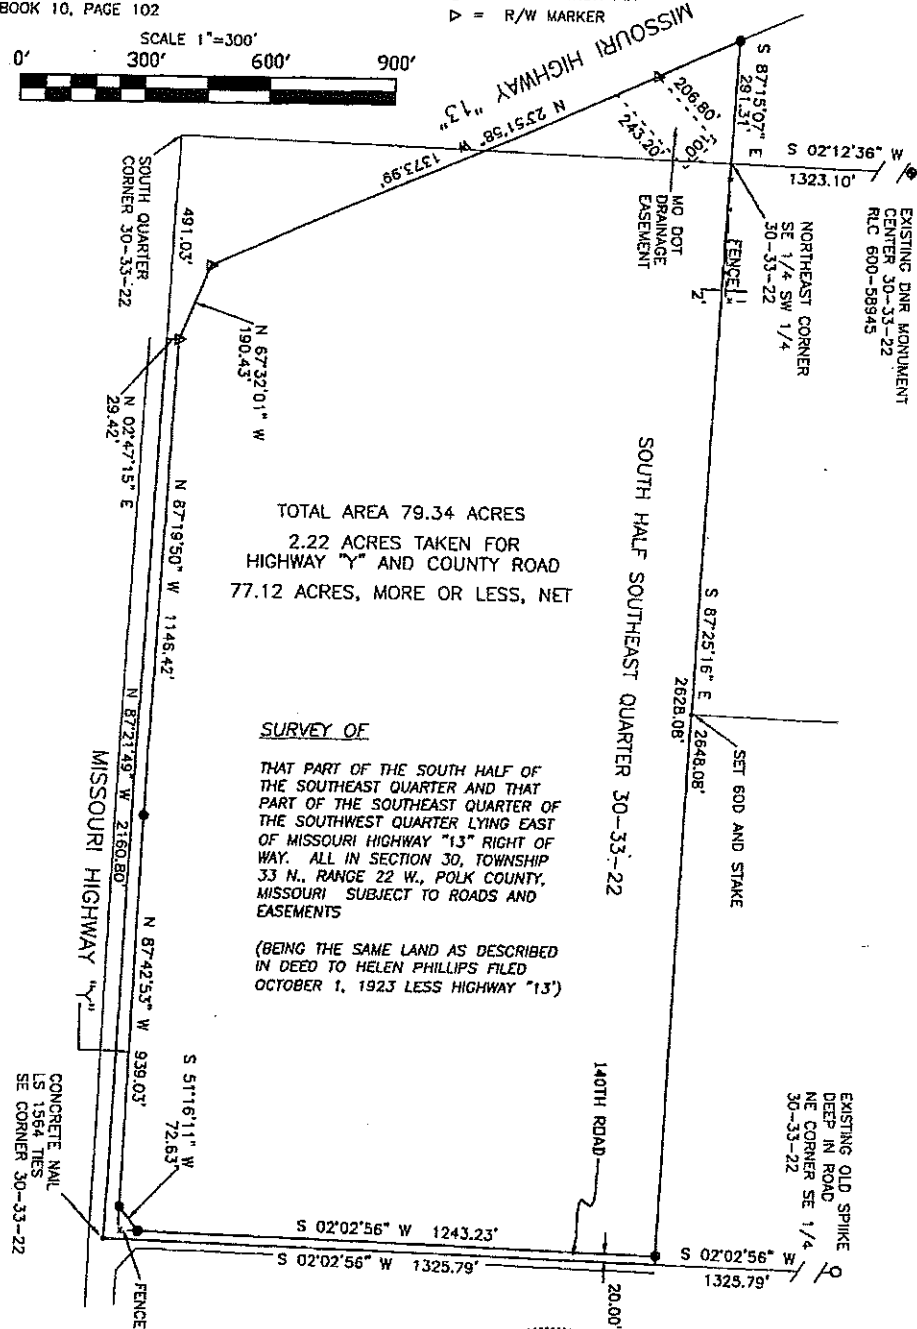 BOOK 10, PAGE 102
▷ = R/W MARKER
SCALE 1"=300'
0' 300' 600' 900'
MISSOURI HIGHWAY "13"
N 23°51'58" W
1373.99'
206.80'
243.20'
100'
S 87°15'07" E
291.31'
S 02°12'36" W
1323.10'
EXISTING DNR MONUMENT
CENTER 30-33-22
RLC 600-58945
NORTHEAST CORNER
SE 1/4 SW 1/4
30-33-22
MO DOT
DRAINAGE
EASEMENT
FENCE
2'
SOUTH QUARTER
CORNER 30-33-22
491.03'
N 67°32'01" W
190.43'
N 02°47'15" E
29.42'
N 87°19'50" W 1146.42'
N 87°21'49" W 2160.80'
MISSOURI HIGHWAY "Y"
N 87°42'53" W 939.03'
TOTAL AREA 79.34 ACRES
2.22 ACRES TAKEN FOR
HIGHWAY "Y" AND COUNTY ROAD
77.12 ACRES, MORE OR LESS, NET
SOUTH HALF SOUTHEAST QUARTER 30-33-22
S 87°25'16" E
2628.08'
2648.08'
SET 60D AND STAKE
SURVEY OF
THAT PART OF THE SOUTH HALF OF
THE SOUTHEAST QUARTER AND THAT
PART OF THE SOUTHEAST QUARTER OF
THE SOUTHWEST QUARTER LYING EAST
OF MISSOURI HIGHWAY "13" RIGHT OF
WAY. ALL IN SECTION 30, TOWNSHIP
33 N., RANGE 22 W., POLK COUNTY,
MISSOURI SUBJECT TO ROADS AND
EASEMENTS
(BEING THE SAME LAND AS DESCRIBED
IN DEED TO HELEN PHILLIPS FILED
OCTOBER 1, 1923 LESS HIGHWAY "13')
140TH ROAD
S 51°16'11" W
72.63'
CONCRETE NAIL
LS 1564 TIES
SE CORNER 30-33-22
EXISTING OLD SPIIKE
DEEP IN ROAD
NE CORNER SE 1/4
30-33-22
S 02°02'56" W 1243.23'
S 02°02'56" W 1325.79'
S 02°02'56" W
1325.79'
20.00'
FENCE